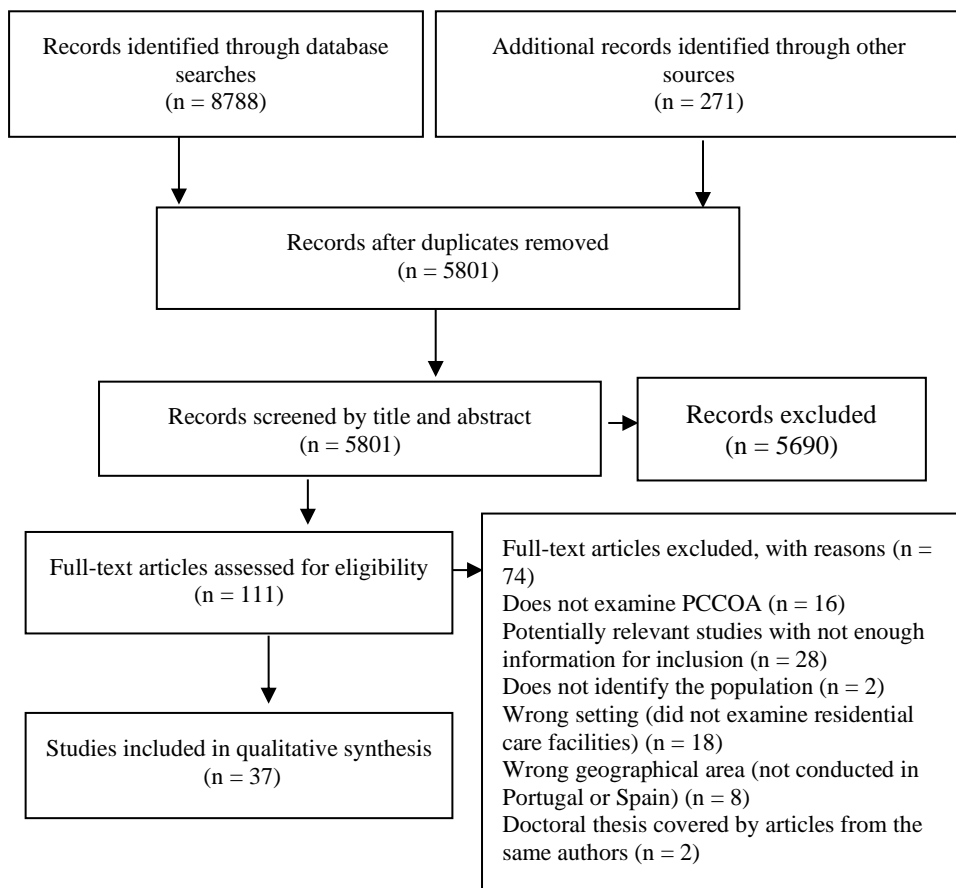 Records identified through database
searches
(n = 8788)
Additional records identified through other
sources
(n = 271)
Records after duplicates removed
(n = 5801)
Records screened by title and abstract
(n = 5801)
Records excluded
(n = 5690)
Full-text articles assessed for eligibility
(n = 111)
Full-text articles excluded, with reasons (n =
74)
Does not examine PCCOA (n = 16)
Potentially relevant studies with not enough
information for inclusion (n = 28)
Does not identify the population (n = 2)
Wrong setting (did not examine residential
care facilities) (n = 18)
Wrong geographical area (not conducted in
Portugal or Spain) (n = 8)
Doctoral thesis covered by articles from the
same authors (n = 2)
Studies included in qualitative synthesis
(n = 37)